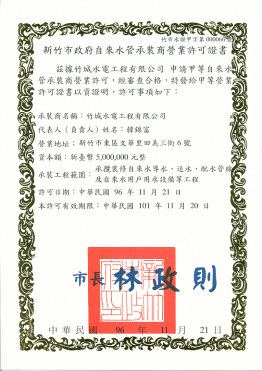 竹市水證甲字第
新竹市政府自來水管承裝商營業許可證書
茲據竹城水電工程有限公司 申請甲等自來水
管承裝商營業許可，經審查合格，特發給甲等營業
許可證書以資證明，許可事項如下：
承裝商名稱：竹城水電工程有限公司
代表人（負責人）姓名：韓錦富
營業地址：新竹市東區文華里田美三街6號
資本額：新臺幣5,000,000元整
承裝工程範圍：承攬裝修自來水導水、送水、配水管線
及自來水用戶用水設備等工程
許可日期：中華民國 96 年 11 月 21 日
本許可有效期限：中華民國 101 年 11 月 20 日
市長 林政則
中華民國 96 年 11 月 21 日